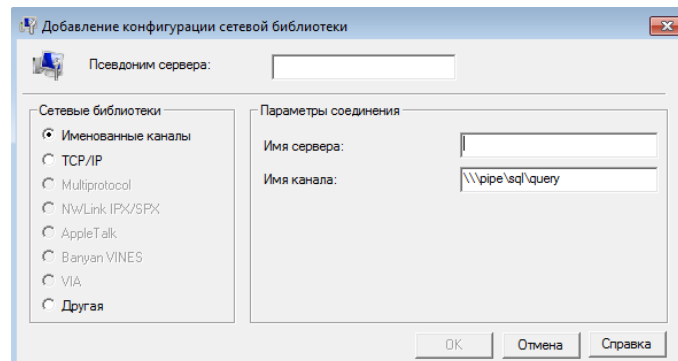 Добавление конфигурации сетевой библиотеки
Псевдоним сервера:
Сетевые библиотеки
Именованные каналы
TCP/IP
Multiprotocol
NWLink IPX/SPX
AppleTalk
Banyan VINES
VIA
Другая
Параметры соединения
Имя сервера:
Имя канала:
\\\pipe\sql\query
OK
Отмена
Справка